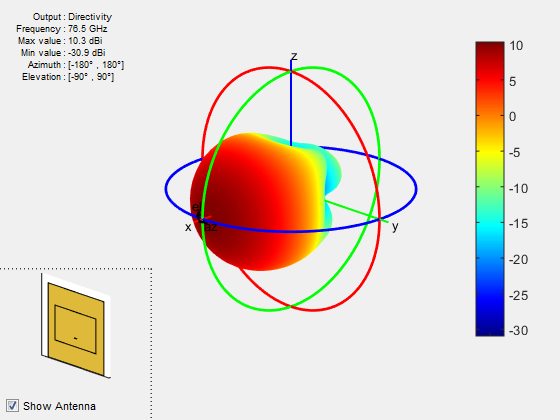 Output : Directivity
Frequency : 76.5 GHz
Max value : 10.3 dBi
Min value : -30.9 dBi
Azimuth : [-180° , 180°]
Elevation : [-90° , 90°]
z
x
az
y
10
5
0
-5
-10
-15
-20
-25
-30
Show Antenna